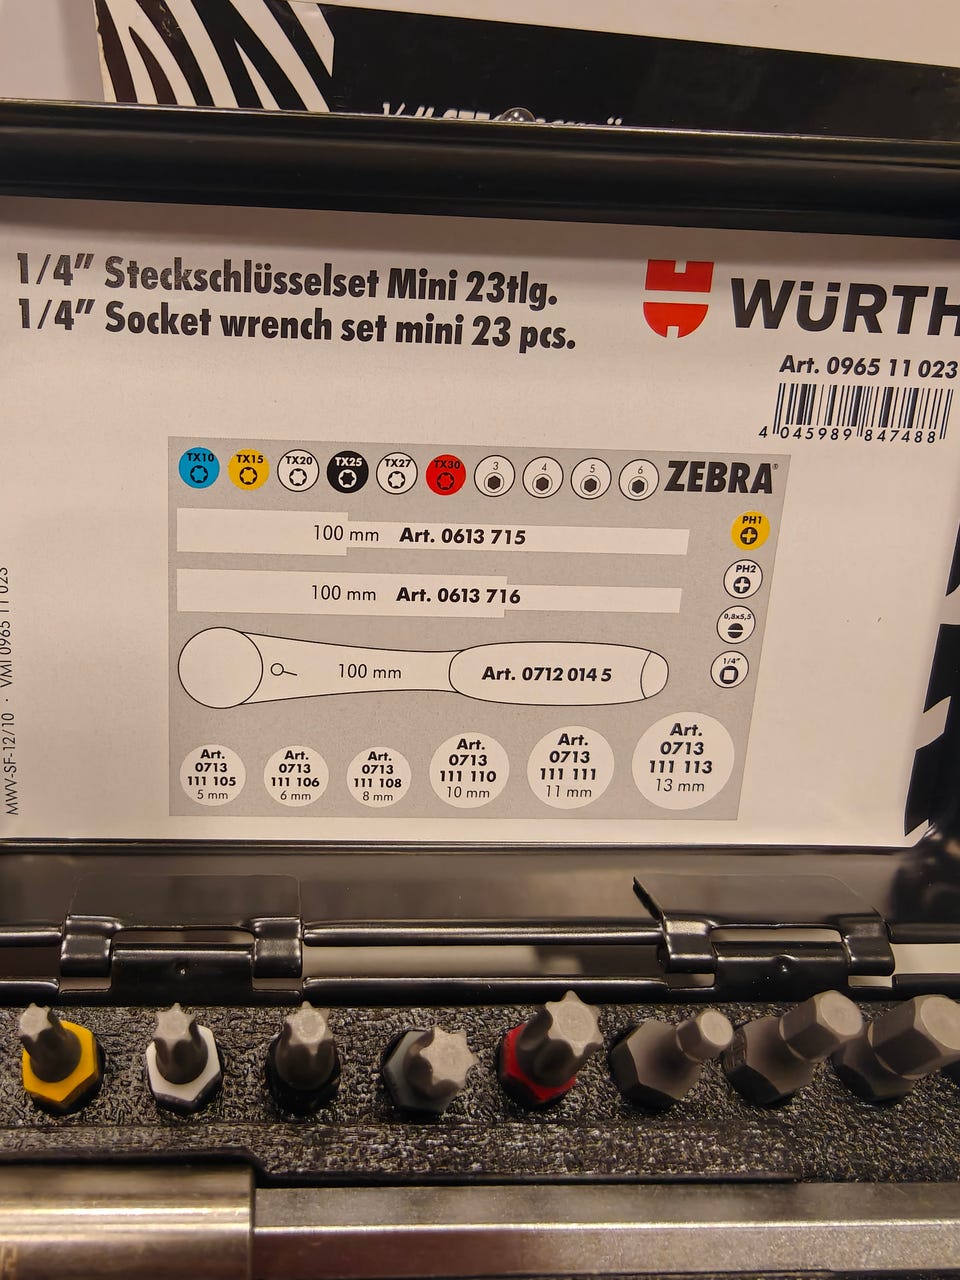 1/4" Steckschlüsselset Mini 23tlg.
1/4" Socket wrench set mini 23 pcs.
WÜRTH
Art. 0965 11 023
4 045989 847488
TX10 TX15 TX20 TX25 TX27 TX30 3 4 5 6 ZEBRA®
PH1
100 mm Art. 0613 715
PH2
100 mm Art. 0613 716
0,8x5,5
1/4"
100 mm Art. 0712 014 5
Art.
0713
111 105
5 mm
Art.
0713
111 106
6 mm
Art.
0713
111 108
8 mm
Art.
0713
111 110
10 mm
Art.
0713
111 111
11 mm
Art.
0713
111 113
13 mm
MWV-SF-12/10 · VMI 0965 11 023